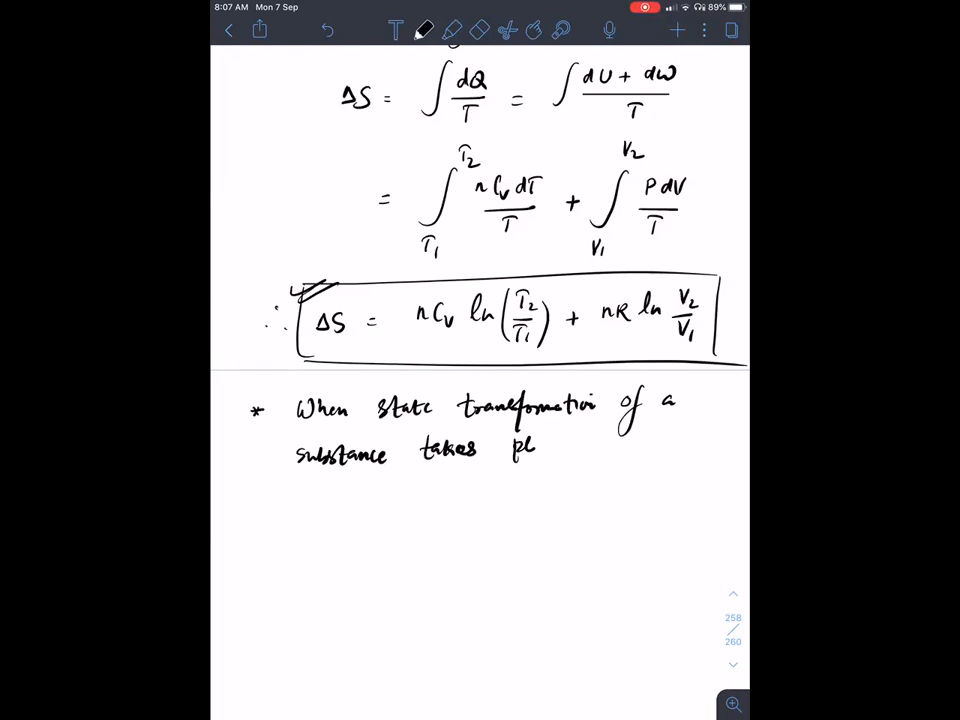 8:07 AM Mon 7 Sep 89%
ΔS = ∫ dQ/T = ∫ (dU + dW)/T
= ∫_{T1}^{T2} nCv dT/T + ∫_{V1}^{V2} P dV/T
∴ ΔS = nCv ln(T2/T1) + nR ln V2/V1
* When state transformation of a
substance takes pl
258
/
260